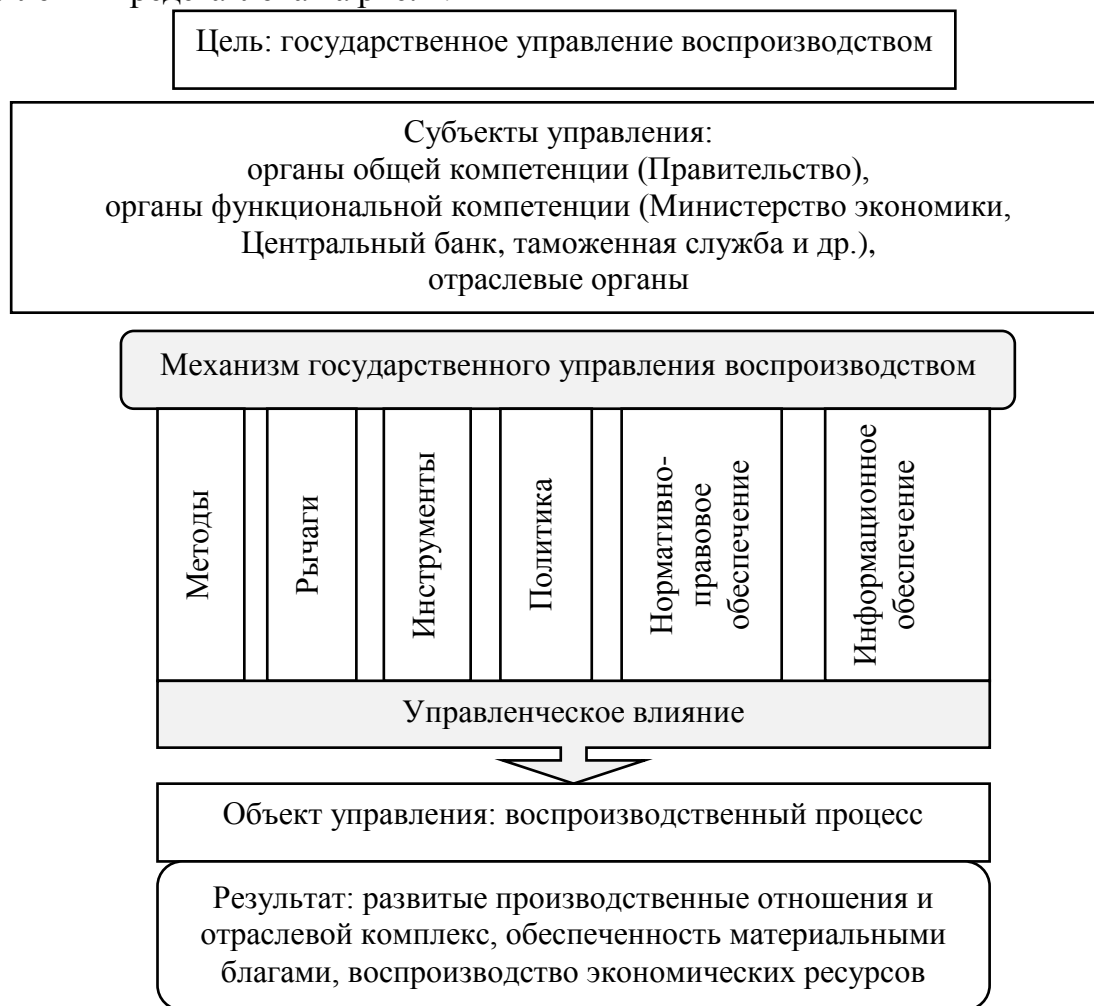 Цель: государственное управление воспроизводством
Субъекты управления:
органы общей компетенции (Правительство),
органы функциональной компетенции (Министерство экономики,
Центральный банк, таможенная служба и др.),
отраслевые органы
Механизм государственного управления воспроизводством
Методы
Рычаги
Инструменты
Политика
Нормативно-
правовое
обеспечение
Информационное
обеспечение
Управленческое влияние
Объект управления: воспроизводственный процесс
Результат: развитые производственные отношения и
отраслевой комплекс, обеспеченность материальными
благами, воспроизводство экономических ресурсов